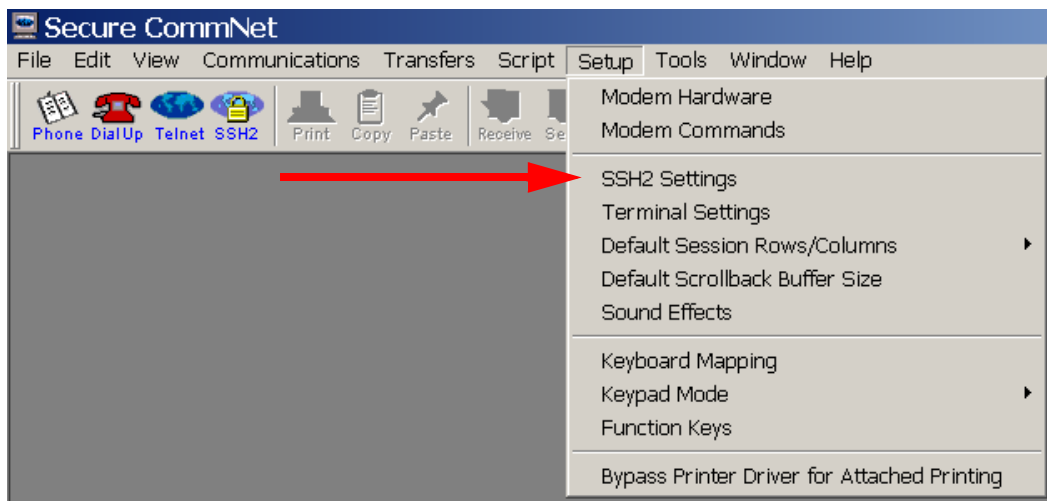 Secure CommNet
File Edit View Communications Transfers Script Setup Tools Window Help
Phone DialUp Telnet SSH2 Print Copy Paste Receive Se
Modem Hardware
Modem Commands
SSH2 Settings
Terminal Settings
Default Session Rows/Columns
Default Scrollback Buffer Size
Sound Effects
Keyboard Mapping
Keypad Mode
Function Keys
Bypass Printer Driver for Attached Printing